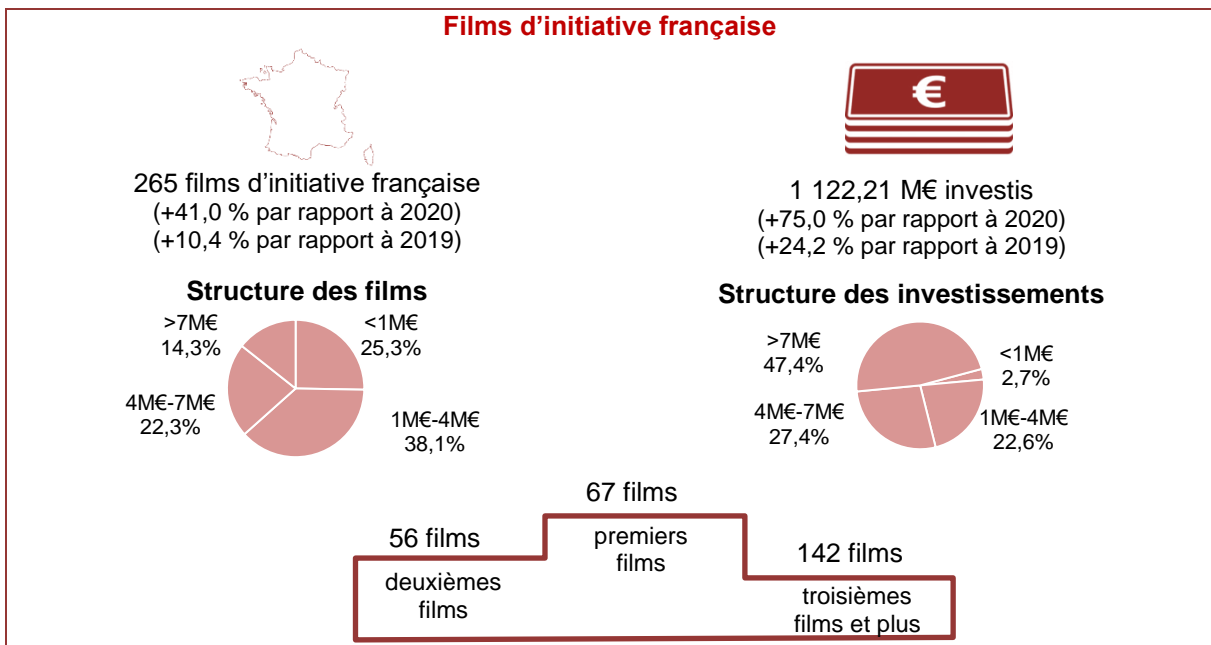 Films d’initiative française
€
265 films d’initiative française
(+41,0 % par rapport à 2020)
(+10,4 % par rapport à 2019)
1 122,21 M€ investis
(+75,0 % par rapport à 2020)
(+24,2 % par rapport à 2019)
Structure des films
>7M€
14,3%
<1M€
25,3%
4M€-7M€
22,3%
1M€-4M€
38,1%
Structure des investissements
>7M€
47,4%
<1M€
2,7%
4M€-7M€
27,4%
1M€-4M€
22,6%
67 films
premiers
films
56 films
deuxièmes
films
142 films
troisièmes
films et plus